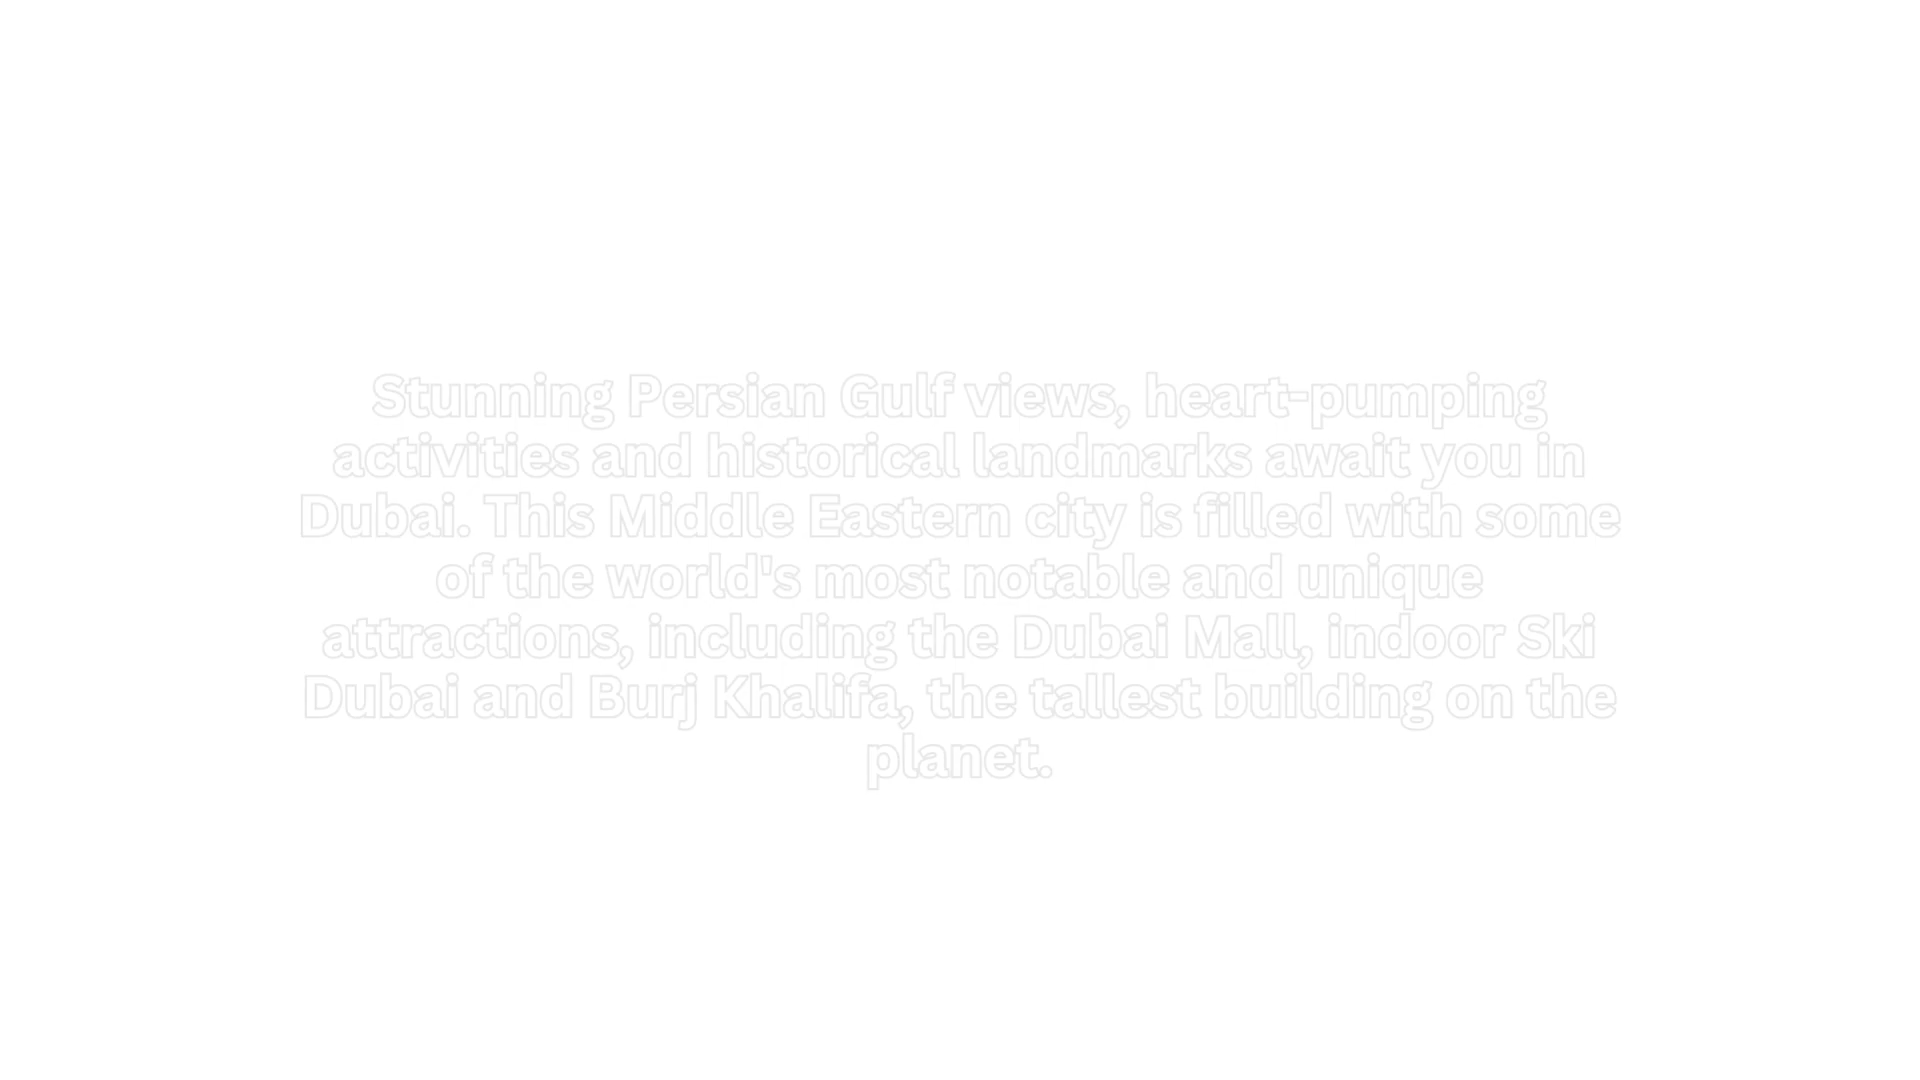 Stunning Persian Gulf views, heart-pumping
activities and historical landmarks await you in
Dubai. This Middle Eastern city is filled with some
of the world's most notable and unique
attractions, including the Dubai Mall, indoor Ski
Dubai and Burj Khalifa, the tallest building on the
planet.